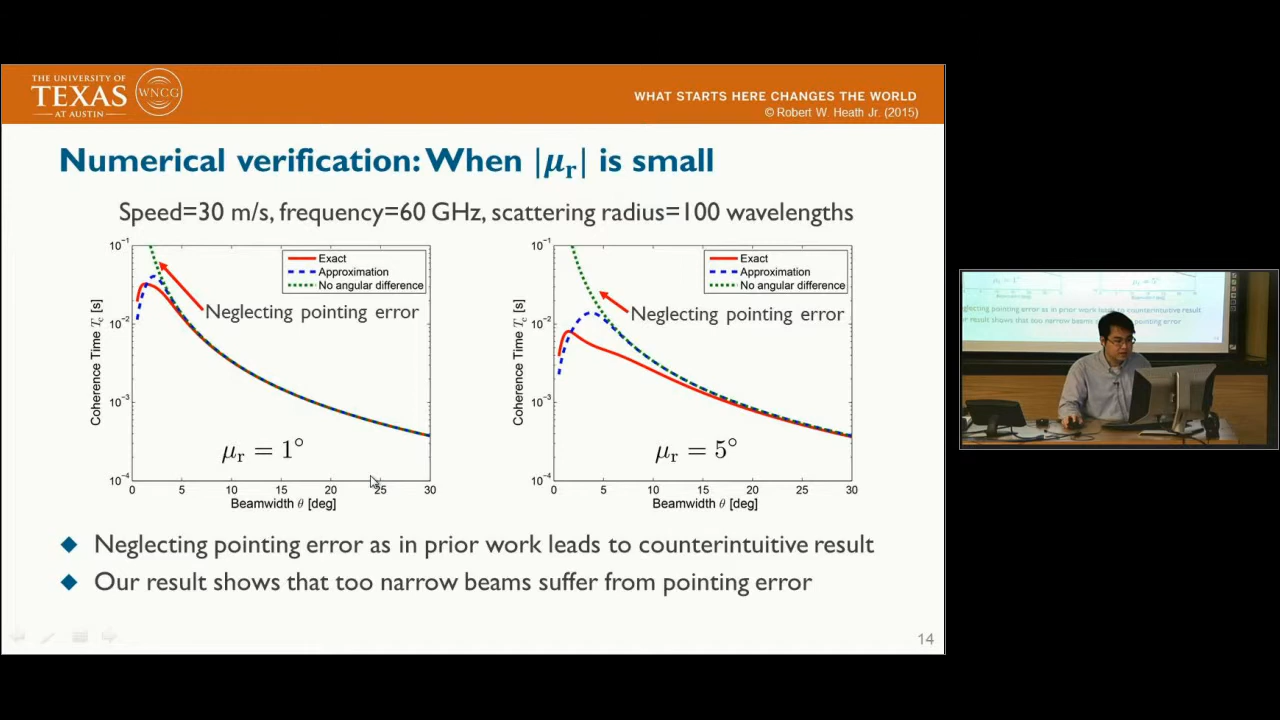 THE UNIVERSITY OF
TEXAS
AT AUSTIN
WNCG
WHAT STARTS HERE CHANGES THE WORLD
© Robert W. Heath Jr. (2015)
Numerical verification: When |μr| is small
Speed=30 m/s, frequency=60 GHz, scattering radius=100 wavelengths
10⁻¹
10⁻²
10⁻³
10⁻⁴
Coherence Time Tc [s]
Exact
Approximation
No angular difference
Neglecting pointing error
μr = 1°
0 5 10 15 20 25 30
Beamwidth θ [deg]
10⁻¹
10⁻²
10⁻³
10⁻⁴
Coherence Time Tc [s]
Exact
Approximation
No angular difference
Neglecting pointing error
μr = 5°
0 5 10 15 20 25 30
Beamwidth θ [deg]
Neglecting pointing error as in prior work leads to counterintuitive result
Our result shows that too narrow beams suffer from pointing error
14